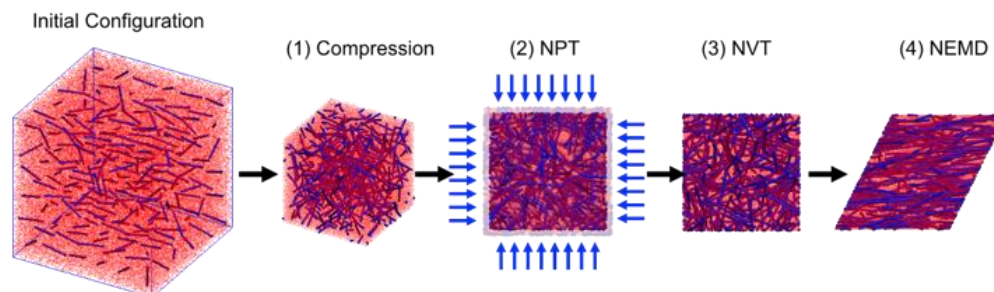 Initial Configuration
(1) Compression
(2) NPT
(3) NVT
(4) NEMD